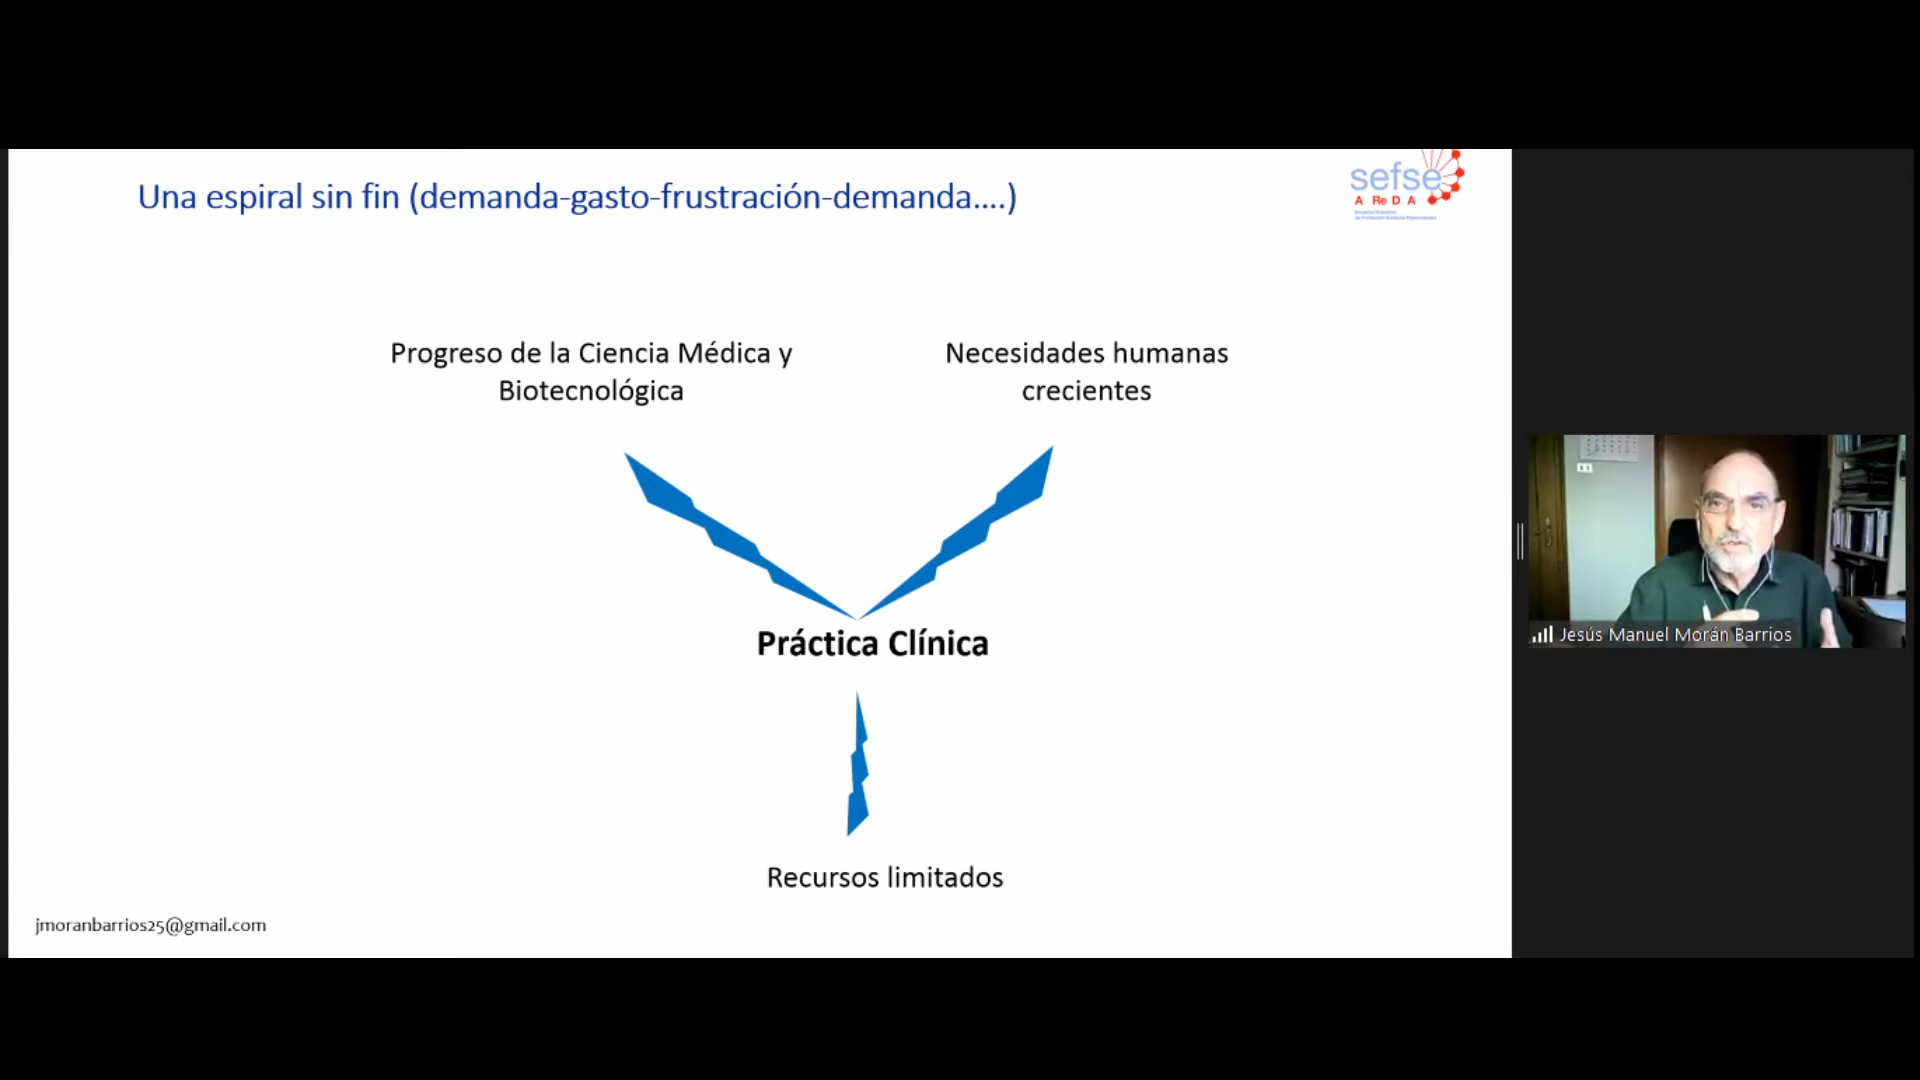 Una espiral sin fin (demanda-gasto-frustración-demanda....)
sefse
A Re D A
Progreso de la Ciencia Médica y
Biotecnológica
Necesidades humanas
crecientes
Práctica Clínica
Recursos limitados
jmoranbarrios25@gmail.com
Jesús Manuel Morán Barrios